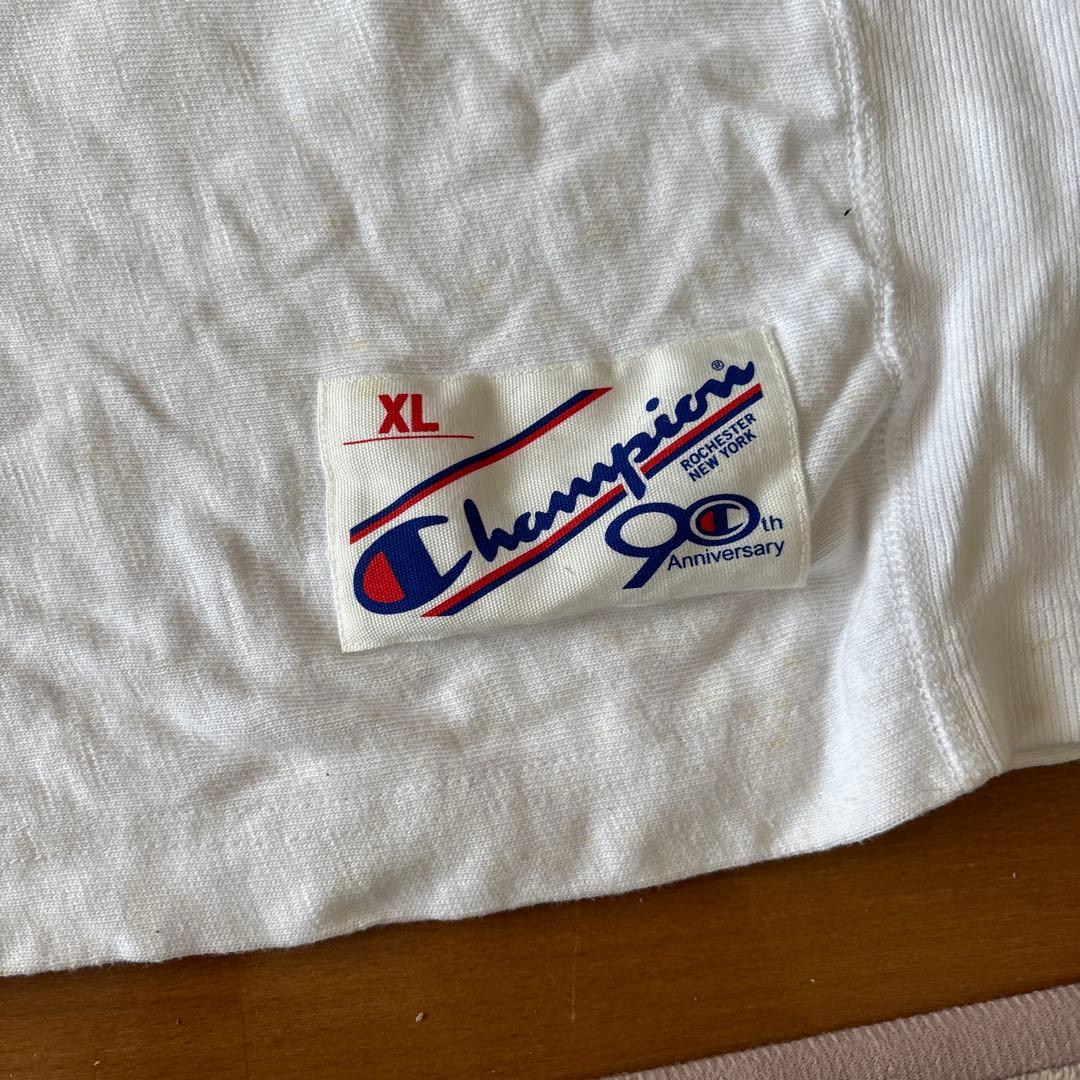 XL
Champion®
ROCHESTER
NEW YORK
90th
Anniversary